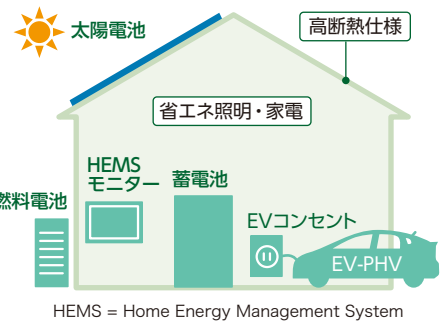 太陽電池
高断熱仕様
省エネ照明・家電
HEMS
モニター
蓄電池
燃料電池
EVコンセント
EV-PHV
HEMS = Home Energy Management System